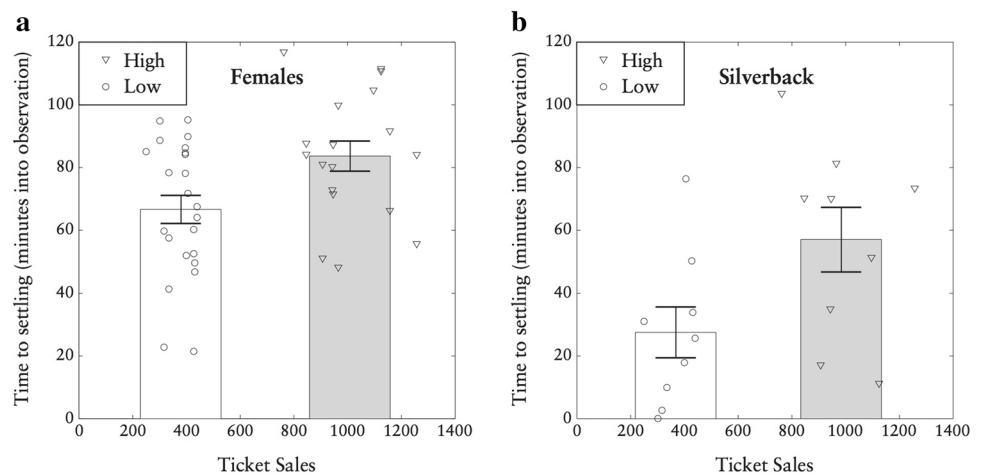 a
Time to settling (minutes into observation)
120
100
80
60
40
20
0
High
Low
Females
0 200 400 600 800 1000 1200 1400
Ticket Sales
b
Time to settling (minutes into observation)
120
100
80
60
40
20
0
High
Low
Silverback
0 200 400 600 800 1000 1200 1400
Ticket Sales